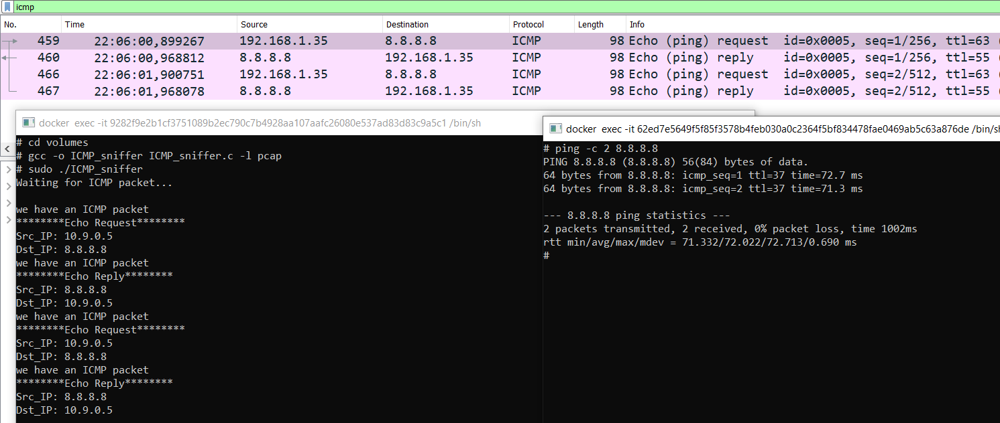 icmp
No. Time Source Destination Protocol Length Info
459 22:06:00,899267 192.168.1.35 8.8.8.8 ICMP 98 Echo (ping) request id=0x0005, seq=1/256, ttl=63
460 22:06:00,968812 8.8.8.8 192.168.1.35 ICMP 98 Echo (ping) reply id=0x0005, seq=1/256, ttl=55
466 22:06:01,900751 192.168.1.35 8.8.8.8 ICMP 98 Echo (ping) request id=0x0005, seq=2/512, ttl=63
467 22:06:01,968078 8.8.8.8 192.168.1.35 ICMP 98 Echo (ping) reply id=0x0005, seq=2/512, ttl=55
docker exec -it 9282f9e2b1cf3751089b2ec790c7b4928aa107aafc26080e537ad83d83c9a5c1 /bin/sh
# cd volumes
# gcc -o ICMP_sniffer ICMP_sniffer.c -l pcap
# sudo ./ICMP_sniffer
Waiting for ICMP packet...
we have an ICMP packet
********Echo Request********
Src_IP: 10.9.0.5
Dst_IP: 8.8.8.8
we have an ICMP packet
********Echo Reply********
Src_IP: 8.8.8.8
Dst_IP: 10.9.0.5
we have an ICMP packet
********Echo Request********
Src_IP: 10.9.0.5
Dst_IP: 8.8.8.8
we have an ICMP packet
********Echo Reply********
Src_IP: 8.8.8.8
Dst_IP: 10.9.0.5
docker exec -it 62ed7e5649f5f85f3578b4feb030a0c2364f5bf834478fae0469ab5c63a876de /bin/sh
# ping -c 2 8.8.8.8
PING 8.8.8.8 (8.8.8.8) 56(84) bytes of data.
64 bytes from 8.8.8.8: icmp_seq=1 ttl=37 time=72.7 ms
64 bytes from 8.8.8.8: icmp_seq=2 ttl=37 time=71.3 ms
--- 8.8.8.8 ping statistics ---
2 packets transmitted, 2 received, 0% packet loss, time 1002ms
rtt min/avg/max/mdev = 71.332/72.022/72.713/0.690 ms
#